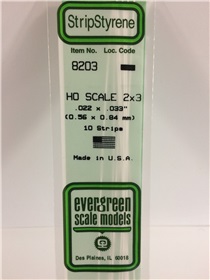 StripStyrene
Item No. Loc. Code
8203
HO SCALE 2x3
.022 x .033"
(0.56 x 0.84 mm)
10 Strips
Made in U.S.A.
evergreen
scale models
Des Plaines, IL 60018